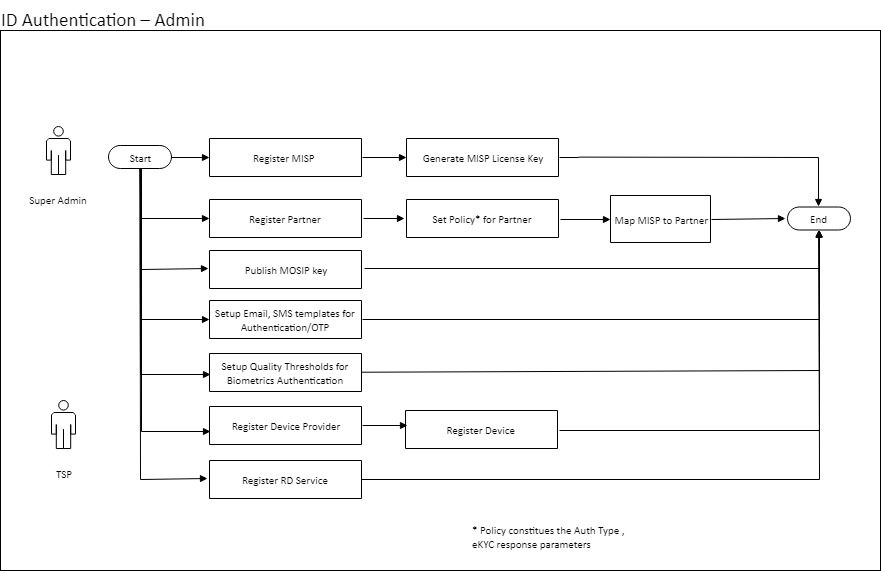 ID Authentication – Admin
Super Admin
Start
Register MISP
Generate MISP License Key
Register Partner
Set Policy* for Partner
Map MISP to Partner
End
Publish MOSIP key
Setup Email, SMS templates for
Authentication/OTP
Setup Quality Thresholds for
Biometrics Authentication
TSP
Register Device Provider
Register Device
Register RD Service
* Policy constitues the Auth Type ,
eKYC response parameters